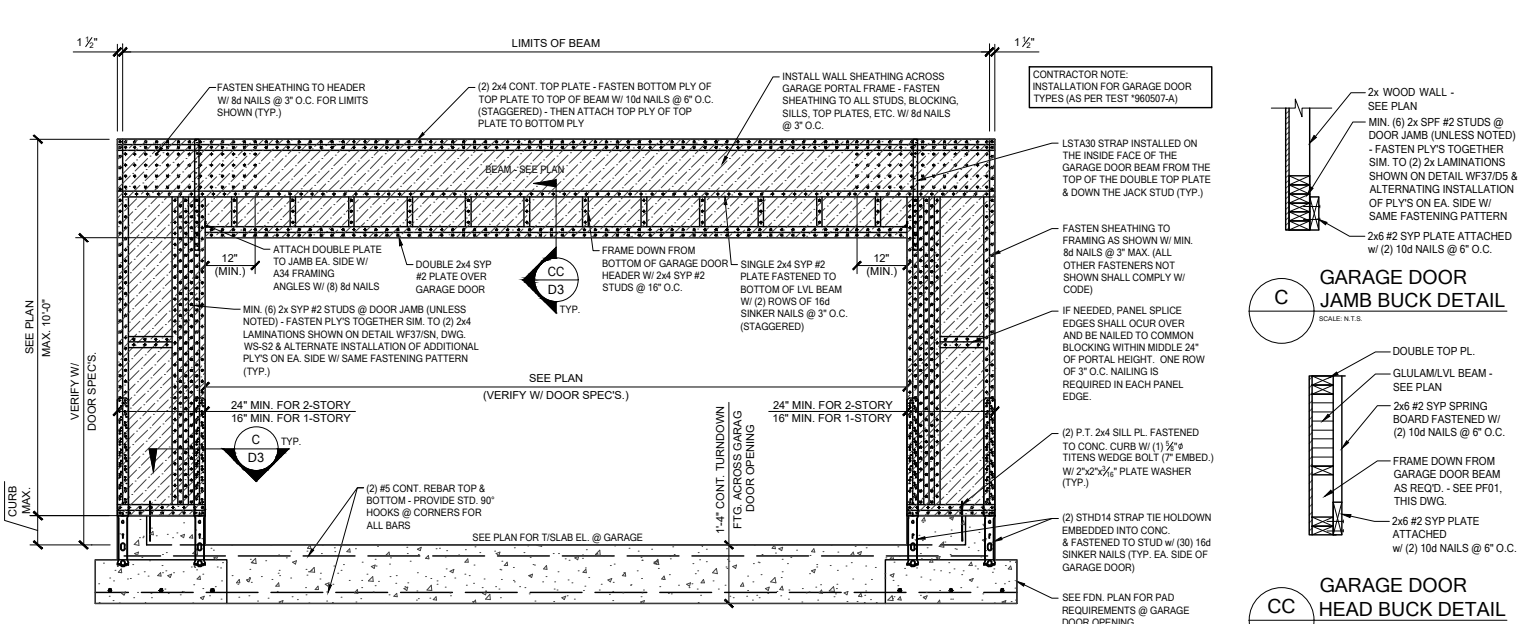 1 ½"
LIMITS OF BEAM
1 ½"
FASTEN SHEATHING TO HEADER
W/ 8d NAILS @ 3" O.C. FOR LIMITS
SHOWN (TYP.)
(2) 2x4 CONT. TOP PLATE - FASTEN BOTTOM PLY OF
TOP PLATE TO TOP OF BEAM W/ 10d NAILS @ 6" O.C.
(STAGGERED) - THEN ATTACH TOP PLY OF TOP
PLATE TO BOTTOM PLY
INSTALL WALL SHEATHING ACROSS
GARAGE PORTAL FRAME - FASTEN
SHEATHING TO ALL STUDS, BLOCKING,
SILLS, TOP PLATES, ETC. W/ 8d NAILS
@ 3" O.C.
CONTRACTOR NOTE:
INSTALLATION FOR GARAGE DOOR
TYPES (AS PER TEST "960507-A)
BEAM - SEE PLAN
LSTA30 STRAP INSTALLED ON
THE INSIDE FACE OF THE
GARAGE DOOR BEAM FROM THE
TOP OF THE DOUBLE TOP PLATE
& DOWN THE JACK STUD (TYP.)
SEE PLAN
MAX. 10'-0"
VERIFY W/
DOOR SPEC'S.
ATTACH DOUBLE PLATE
TO JAMB EA. SIDE W/
A34 FRAMING
ANGLES W/ (8) 8d NAILS
12"
(MIN.)
DOUBLE 2x4 SYP
#2 PLATE OVER
GARAGE DOOR
CC
D3
TYP.
FRAME DOWN FROM
BOTTOM OF GARAGE DOOR
HEADER W/ 2x4 SYP #2
STUDS @ 16" O.C.
SINGLE 2x4 SYP #2
PLATE FASTENED TO
BOTTOM OF LVL BEAM
W/ (2) ROWS OF 16d
SINKER NAILS @ 3" O.C.
(STAGGERED)
12"
(MIN.)
FASTEN SHEATHING TO
FRAMING AS SHOWN W/ MIN.
8d NAILS @ 3" MAX. (ALL
OTHER FASTENERS NOT
SHOWN SHALL COMPLY W/
CODE)
MIN. (6) 2x SYP #2 STUDS @ DOOR JAMB (UNLESS
NOTED) - FASTEN PLY'S TOGETHER SIM. TO (2) 2x4
LAMINATIONS SHOWN ON DETAIL WF37/SN, DWG.
WS-S2 & ALTERNATE INSTALLATION OF ADDITIONAL
PLY'S ON EA. SIDE W/ SAME FASTENING PATTERN
(TYP.)
IF NEEDED, PANEL SPLICE
EDGES SHALL OCUR OVER
AND BE NAILED TO COMMON
BLOCKING WITHIN MIDDLE 24"
OF PORTAL HEIGHT. ONE ROW
OF 3" O.C. NAILING IS
REQUIRED IN EACH PANEL
EDGE.
SEE PLAN
(VERIFY W/ DOOR SPEC'S.)
24" MIN. FOR 2-STORY
16" MIN. FOR 1-STORY
24" MIN. FOR 2-STORY
16" MIN. FOR 1-STORY
C
D3
TYP.
1'-4" CONT. TURNDOWN
FTG. ACROSS GARAG
DOOR OPENING
(2) P.T. 2x4 SILL PL. FASTENED
TO CONC. CURB W/ (1) ⅝"ø
TITENS WEDGE BOLT (7" EMBED.)
W/ 2"x2"x3⁄16" PLATE WASHER
(TYP.)
CURB
MAX.
(2) #5 CONT. REBAR TOP &
BOTTOM - PROVIDE STD. 90°
HOOKS @ CORNERS FOR
ALL BARS
SEE PLAN FOR T/SLAB EL. @ GARAGE
(2) STHD14 STRAP TIE HOLDOWN
EMBEDDED INTO CONC.
& FASTENED TO STUD w/ (30) 16d
SINKER NAILS (TYP. EA. SIDE OF
GARAGE DOOR)
SEE FDN. PLAN FOR PAD
REQUIREMENTS @ GARAGE
DOOR OPENING
2x WOOD WALL -
SEE PLAN
MIN. (6) 2x SPF #2 STUDS @
DOOR JAMB (UNLESS NOTED)
- FASTEN PLY'S TOGETHER
SIM. TO (2) 2x LAMINATIONS
SHOWN ON DETAIL WF37/D5 &
ALTERNATING INSTALLATION
OF PLY'S ON EA. SIDE W/
SAME FASTENING PATTERN
2x6 #2 SYP PLATE ATTACHED
w/ (2) 10d NAILS @ 6" O.C.
C
GARAGE DOOR
JAMB BUCK DETAIL
SCALE: N.T.S.
DOUBLE TOP PL.
GLULAM/LVL BEAM -
SEE PLAN
2x6 #2 SYP SPRING
BOARD FASTENED W/
(2) 10d NAILS @ 6" O.C.
FRAME DOWN FROM
GARAGE DOOR BEAM
AS REQ'D. - SEE PF01,
THIS DWG.
2x6 #2 SYP PLATE
ATTACHED
w/ (2) 10d NAILS @ 6" O.C.
CC
GARAGE DOOR
HEAD BUCK DETAIL